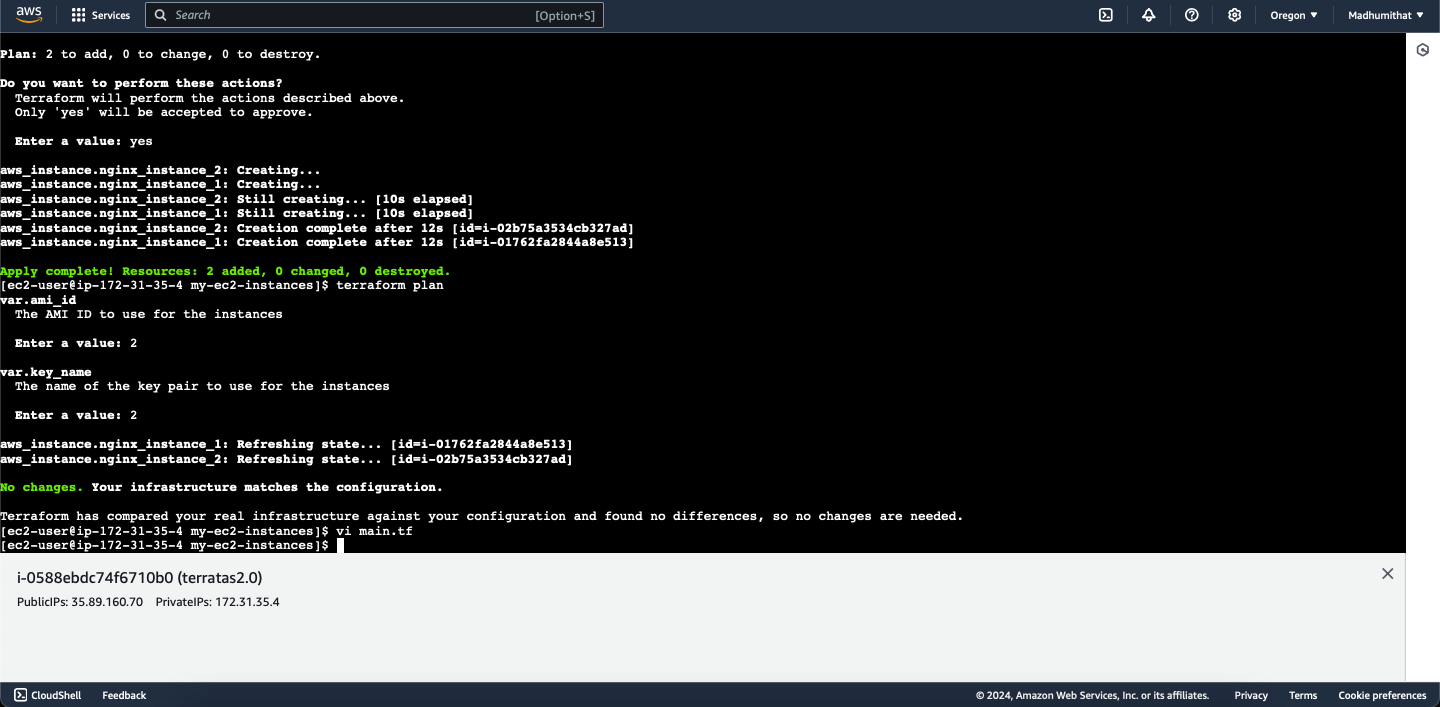 aws
Services
Search
[Option+S]
Oregon ▼
Madhumithat ▼
Plan: 2 to add, 0 to change, 0 to destroy.
Do you want to perform these actions?
Terraform will perform the actions described above.
Only 'yes' will be accepted to approve.
Enter a value: yes
aws_instance.nginx_instance_2: Creating...
aws_instance.nginx_instance_1: Creating...
aws_instance.nginx_instance_2: Still creating... [10s elapsed]
aws_instance.nginx_instance_1: Still creating... [10s elapsed]
aws_instance.nginx_instance_2: Creation complete after 12s [id=i-02b75a3534cb327ad]
aws_instance.nginx_instance_1: Creation complete after 12s [id=i-01762fa2844a8e513]
Apply complete! Resources: 2 added, 0 changed, 0 destroyed.
[ec2-user@ip-172-31-35-4 my-ec2-instances]$ terraform plan
var.ami_id
The AMI ID to use for the instances
Enter a value: 2
var.key_name
The name of the key pair to use for the instances
Enter a value: 2
aws_instance.nginx_instance_1: Refreshing state... [id=i-01762fa2844a8e513]
aws_instance.nginx_instance_2: Refreshing state... [id=i-02b75a3534cb327ad]
No changes. Your infrastructure matches the configuration.
Terraform has compared your real infrastructure against your configuration and found no differences, so no changes are needed.
[ec2-user@ip-172-31-35-4 my-ec2-instances]$ vi main.tf
[ec2-user@ip-172-31-35-4 my-ec2-instances]$
i-0588ebdc74f6710b0 (terratas2.0)
PublicIPs: 35.89.160.70 PrivateIPs: 172.31.35.4
CloudShell
Feedback
© 2024, Amazon Web Services, Inc. or its affiliates.
Privacy
Terms
Cookie preferences